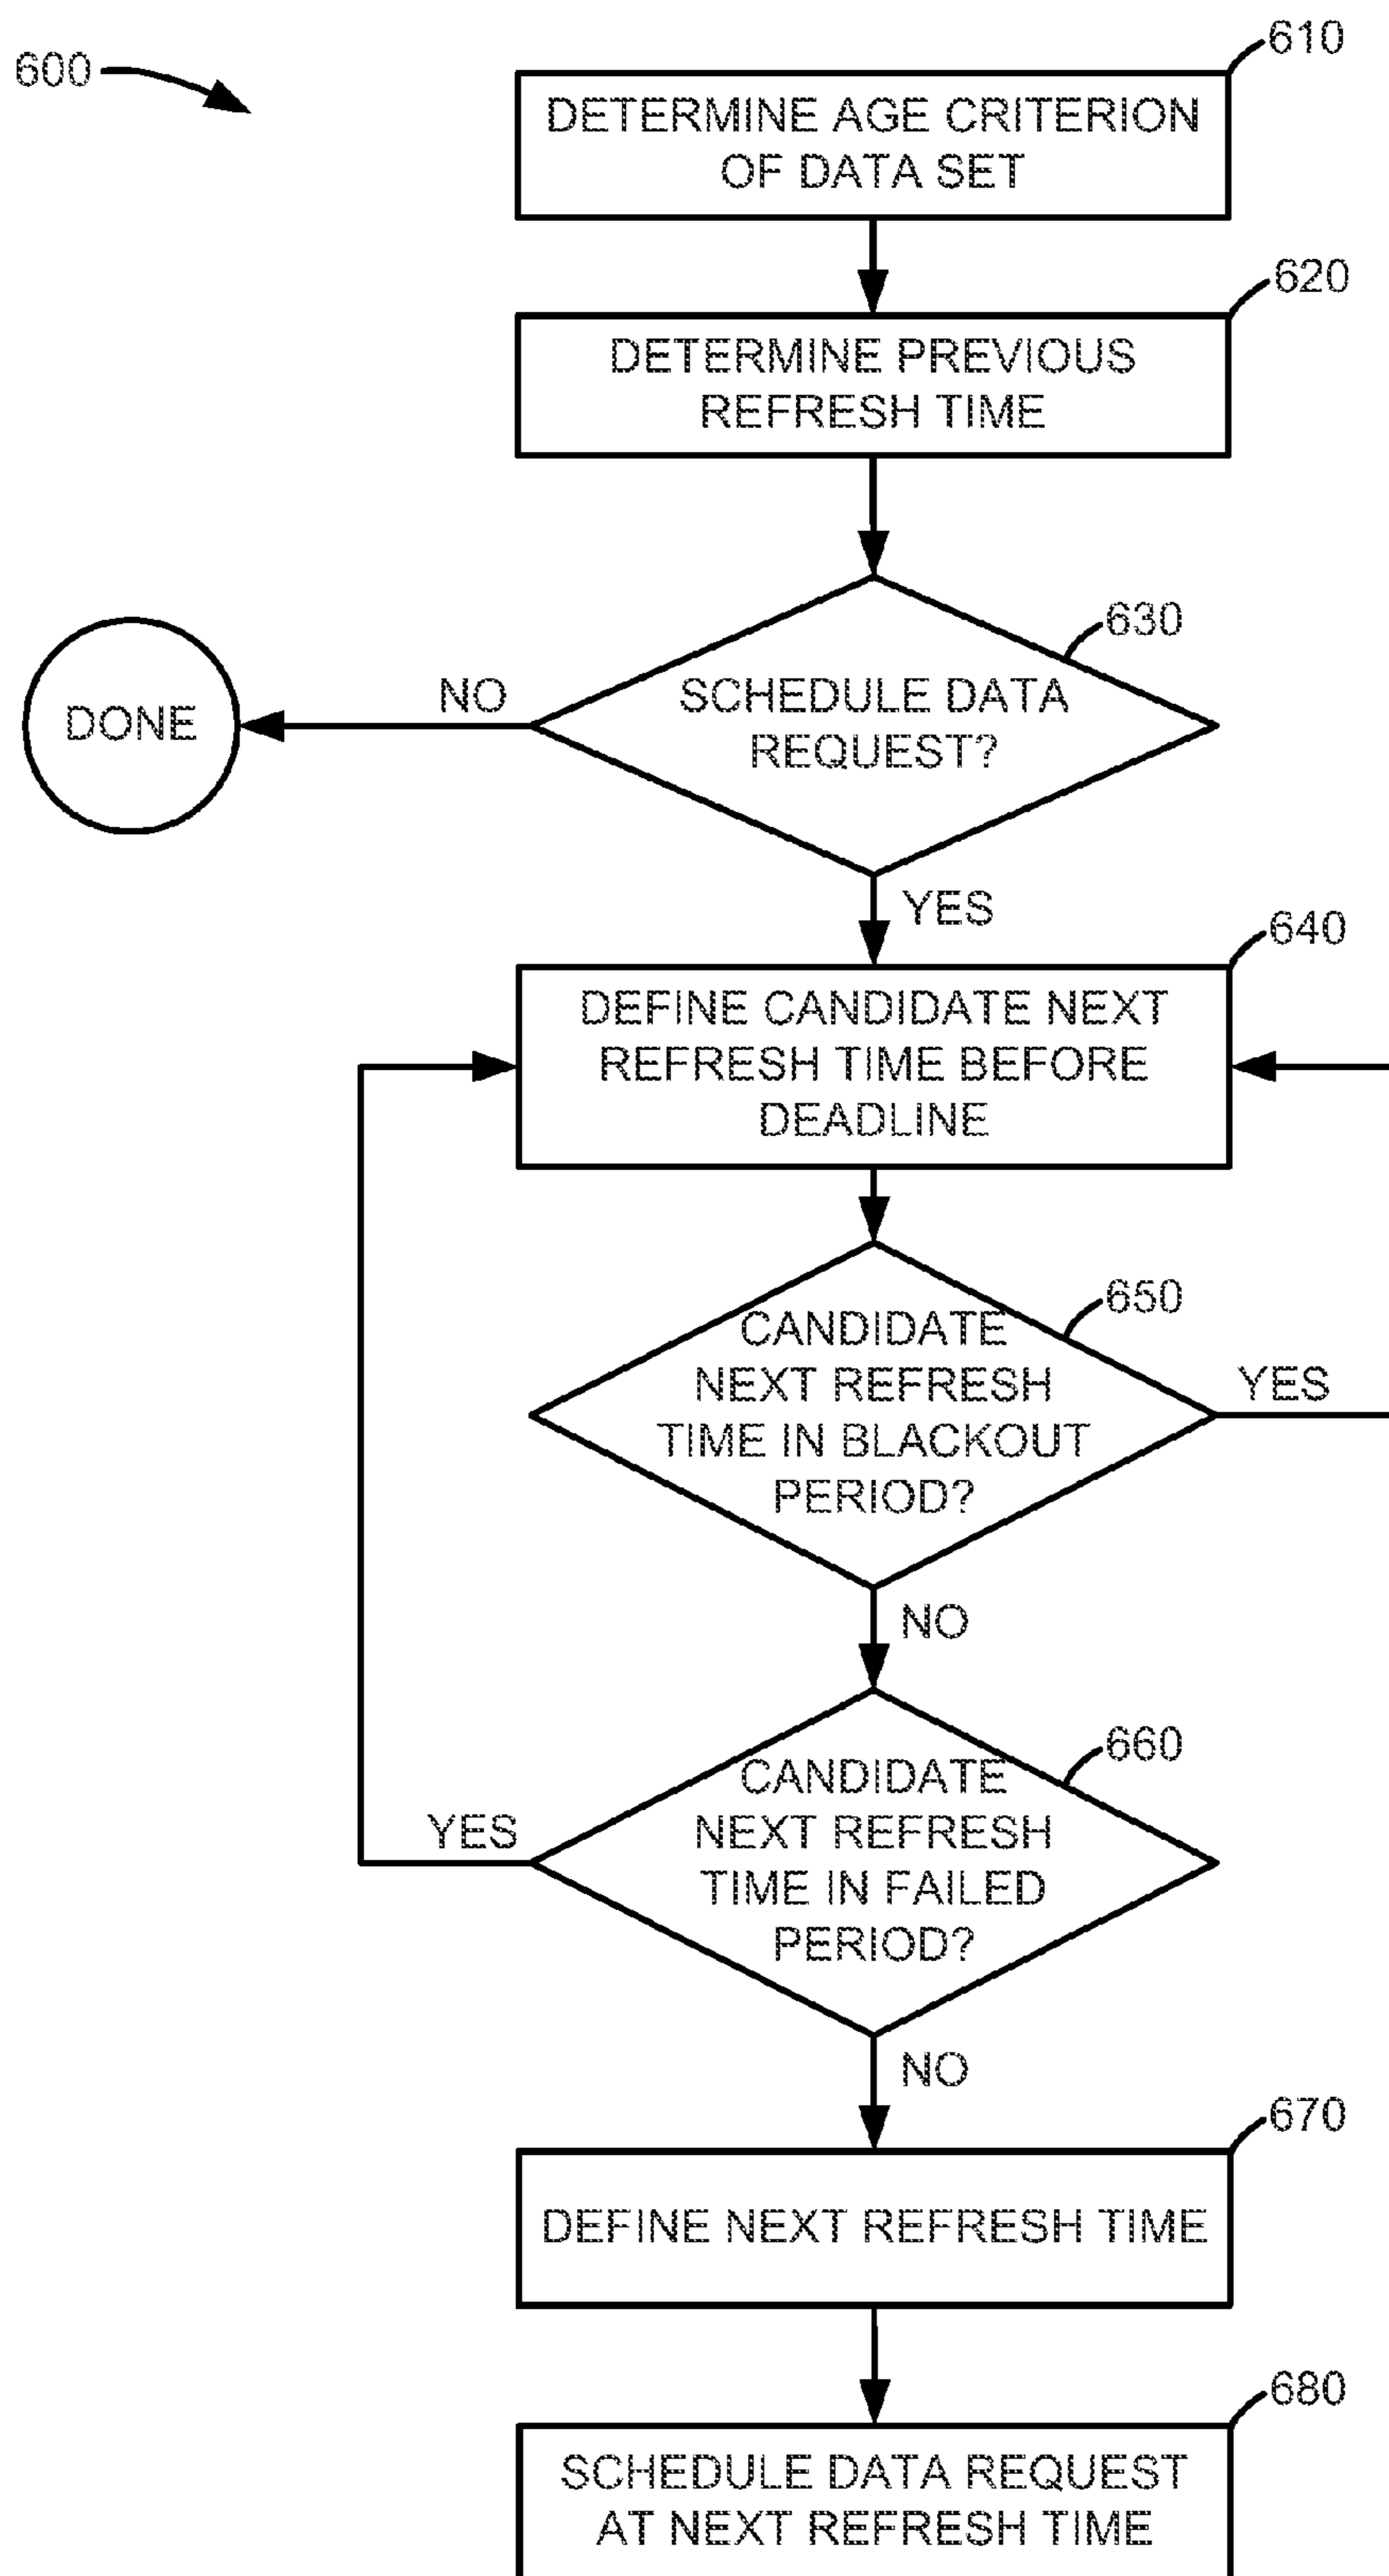 600
610
DETERMINE AGE CRITERION
OF DATA SET
620
DETERMINE PREVIOUS
REFRESH TIME
630
SCHEDULE DATA
REQUEST?
NO
DONE
YES
640
DEFINE CANDIDATE NEXT
REFRESH TIME BEFORE
DEADLINE
650
CANDIDATE
NEXT REFRESH
TIME IN BLACKOUT
PERIOD?
YES
NO
660
CANDIDATE
NEXT REFRESH
TIME IN FAILED
PERIOD?
YES
NO
670
DEFINE NEXT REFRESH TIME
680
SCHEDULE DATA REQUEST
AT NEXT REFRESH TIME